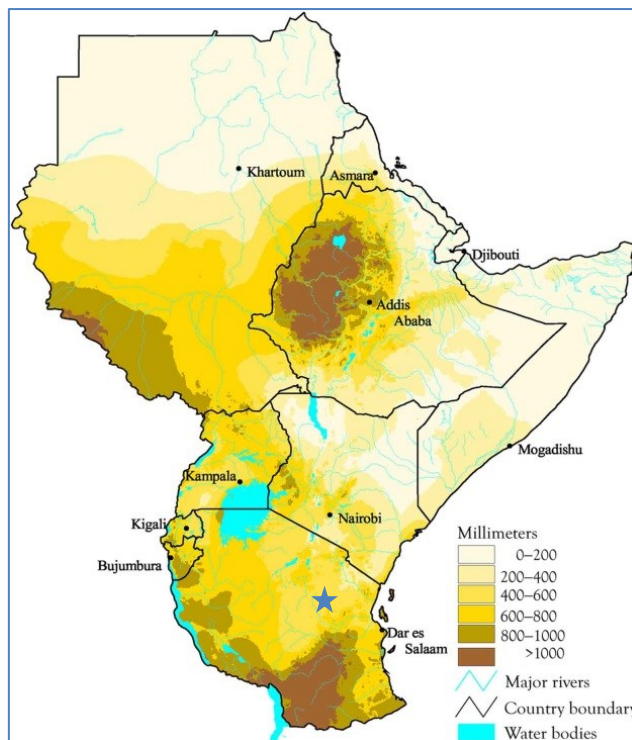 Khartoum
Asmara
Djibouti
Addis
Ababa
Mogadishu
Kampala
Nairobi
Kigali
Bujumbura
Dar es
Salaam
Millimeters
0–200
200–400
400–600
600–800
800–1000
>1000
Major rivers
Country boundary
Water bodies